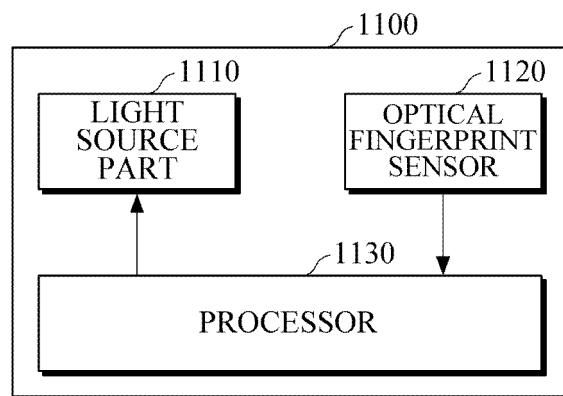 1100
1110
LIGHT
SOURCE
PART
1120
OPTICAL
FINGERPRINT
SENSOR
1130
PROCESSOR